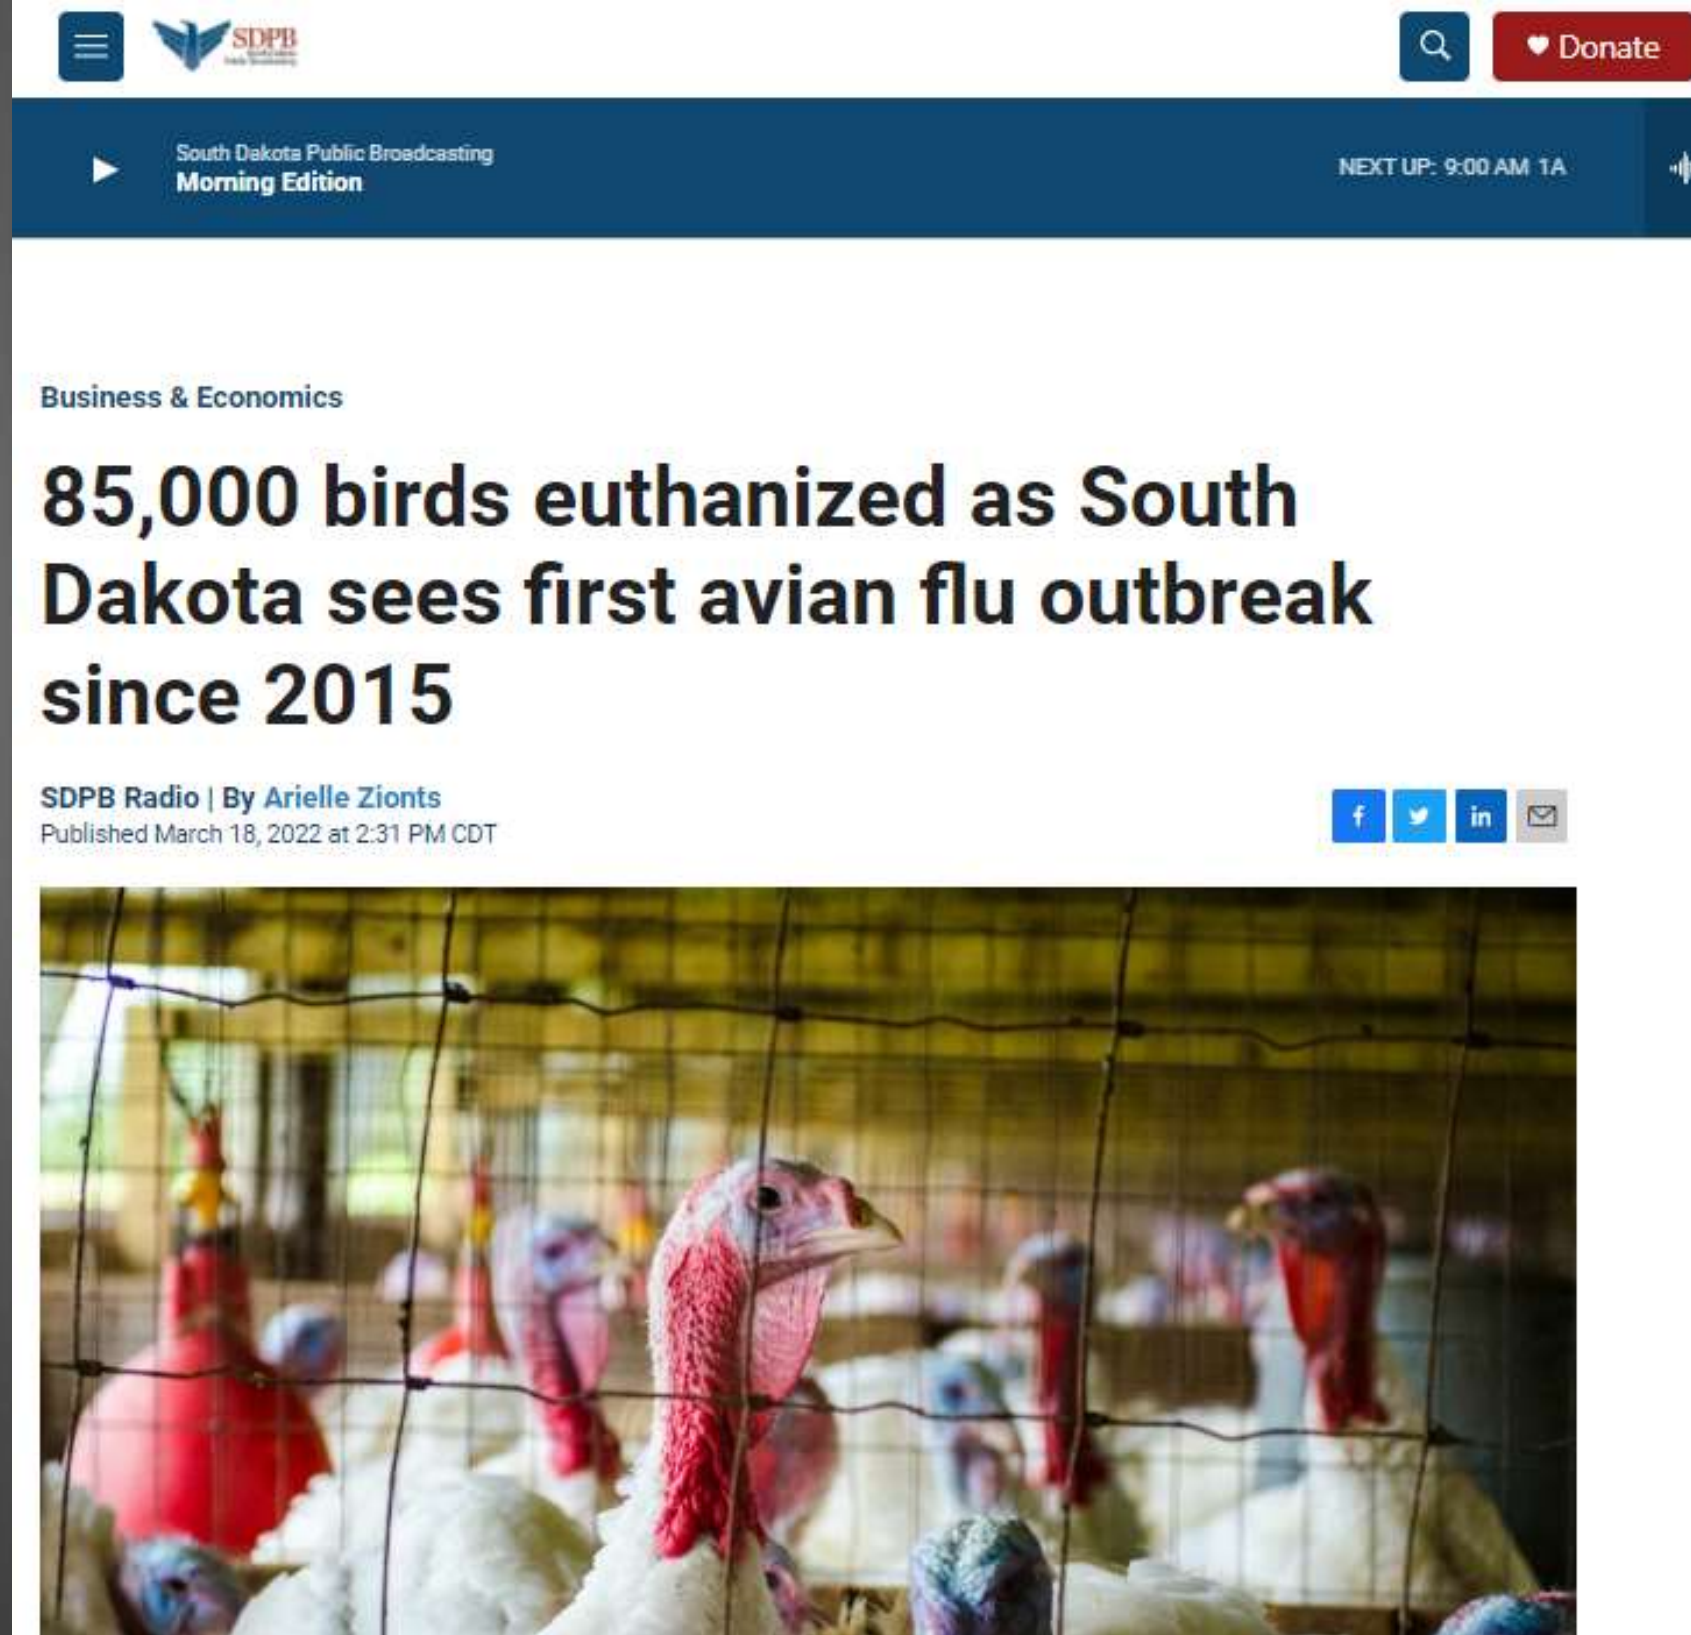 SDPB
Donate
South Dakota Public Broadcasting
Morning Edition
NEXT UP: 9:00 AM 1A
Business & Economics
85,000 birds euthanized as South
Dakota sees first avian flu outbreak
since 2015
SDPB Radio | By Arielle Zionts
Published March 18, 2022 at 2:31 PM CDT
f
in